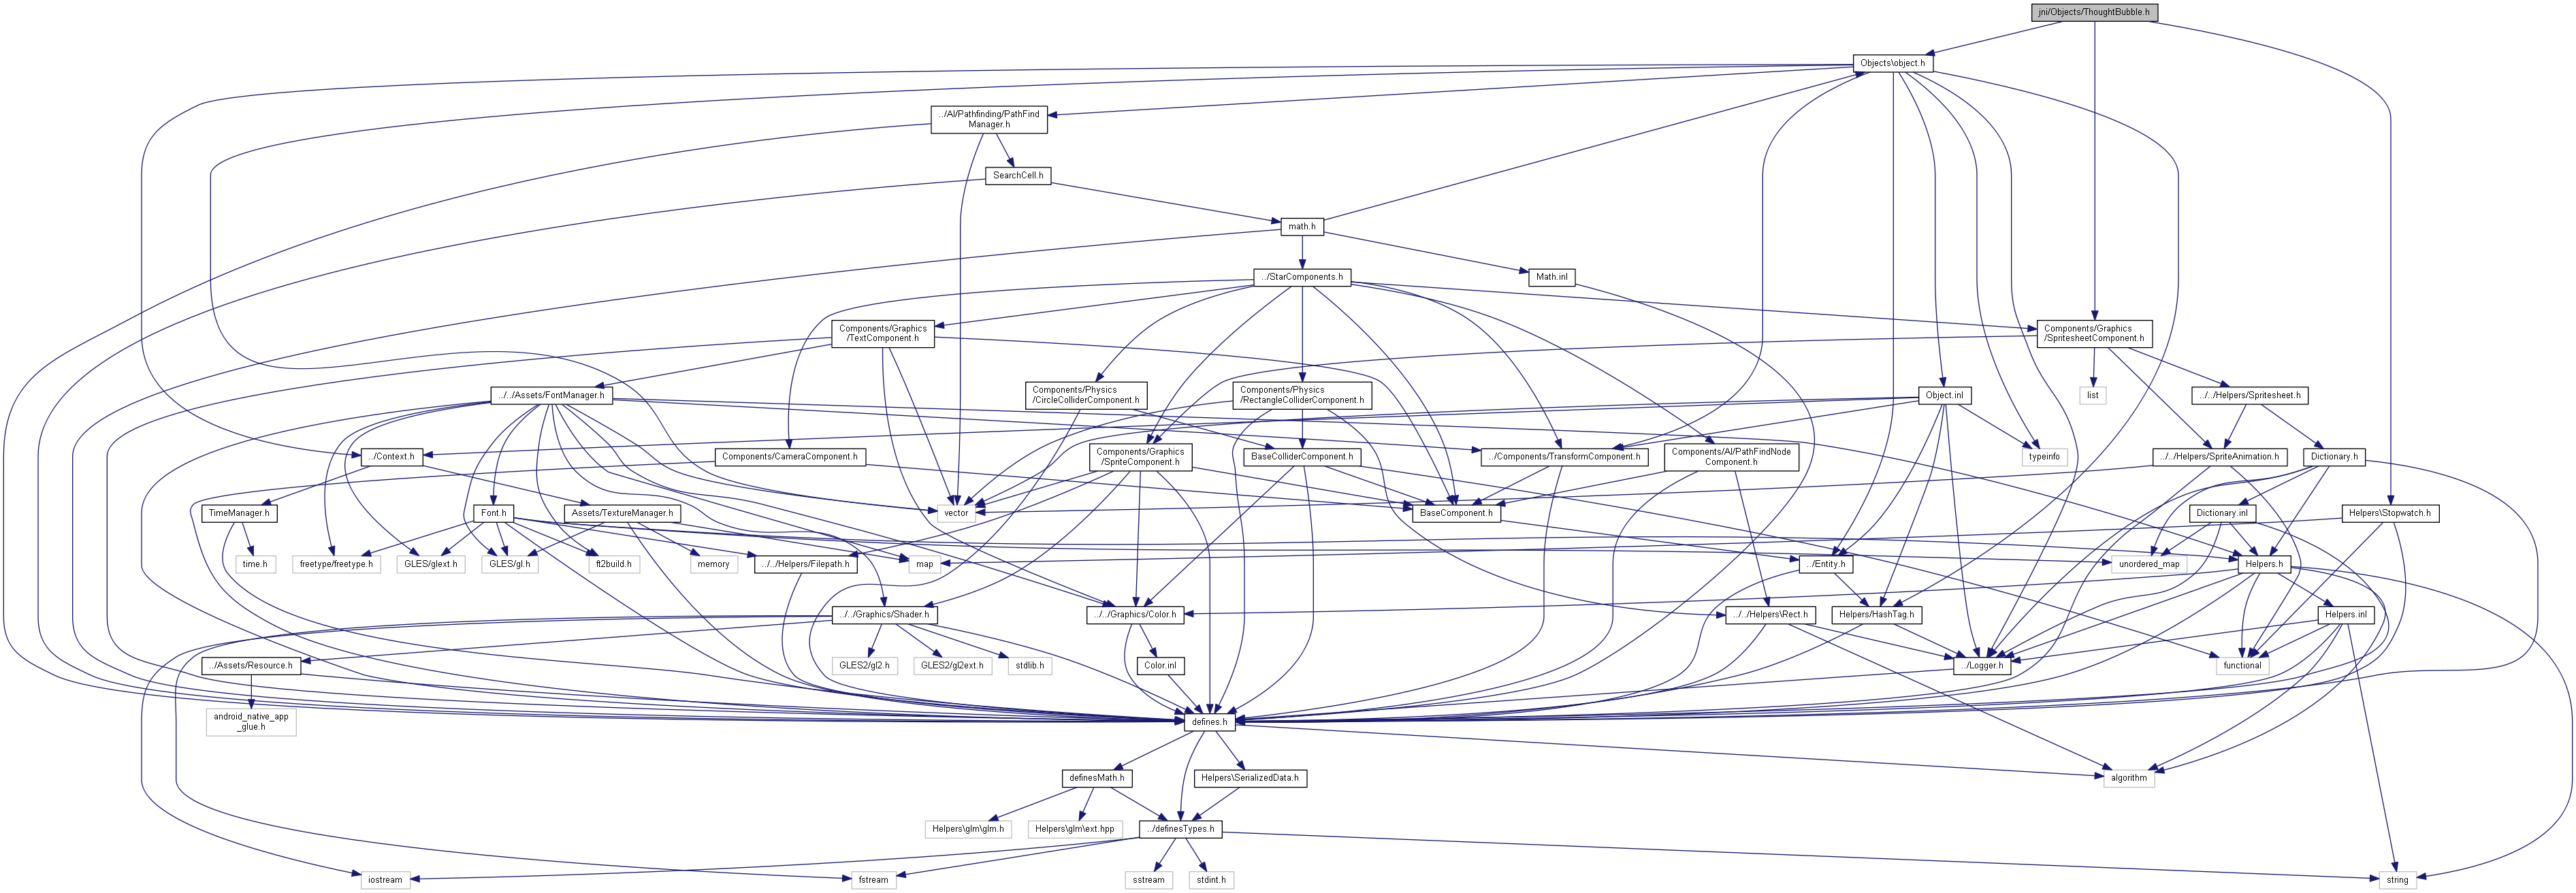 jni/Objects/ThoughtBubble.h
Objects\object.h
../AI/Pathfinding/PathFind
Manager.h
SearchCell.h
math.h
../StarComponents.h
Math.inl
Components/Graphics
/TextComponent.h
Components/Graphics
/SpritesheetComponent.h
../../Assets/FontManager.h
Components/Physics
/CircleColliderComponent.h
Components/Physics
/RectangleColliderComponent.h
Object.inl
list
../../Helpers/Spritesheet.h
../Context.h
Components/CameraComponent.h
Components/Graphics
/SpriteComponent.h
BaseColliderComponent.h
../Components/TransformComponent.h
Components/AI/PathFindNode
Component.h
typeinfo
../../Helpers/SpriteAnimation.h
Dictionary.h
TimeManager.h
Font.h
Assets/TextureManager.h
vector
BaseComponent.h
Dictionary.inl
Helpers\Stopwatch.h
time.h
freetype/freetype.h
GLES/glext.h
GLES/gl.h
ft2build.h
memory
../../Helpers/Filepath.h
map
../Entity.h
unordered_map
Helpers.h
../../Graphics/Shader.h
../../Graphics/Color.h
../../Helpers\Rect.h
Helpers/HashTag.h
Helpers.inl
../Assets/Resource.h
GLES2/gl2.h
GLES2/gl2ext.h
stdlib.h
Color.inl
../Logger.h
functional
android_native_app
_glue.h
defines.h
definesMath.h
Helpers\SerializedData.h
algorithm
Helpers\glm\glm.h
Helpers\glm\ext.hpp
../definesTypes.h
iostream
fstream
sstream
stdint.h
string